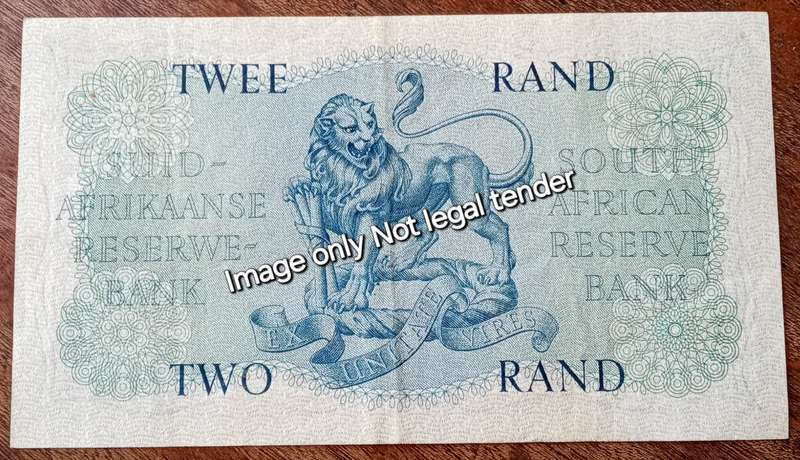 TWEE RAND
SUID-
AFRIKAANSE
RESERWE-
BANK
SOUTH
AFRICAN
RESERVE
BANK
Image only Not legal tender
EX UNITATE VIRES
TWO RAND